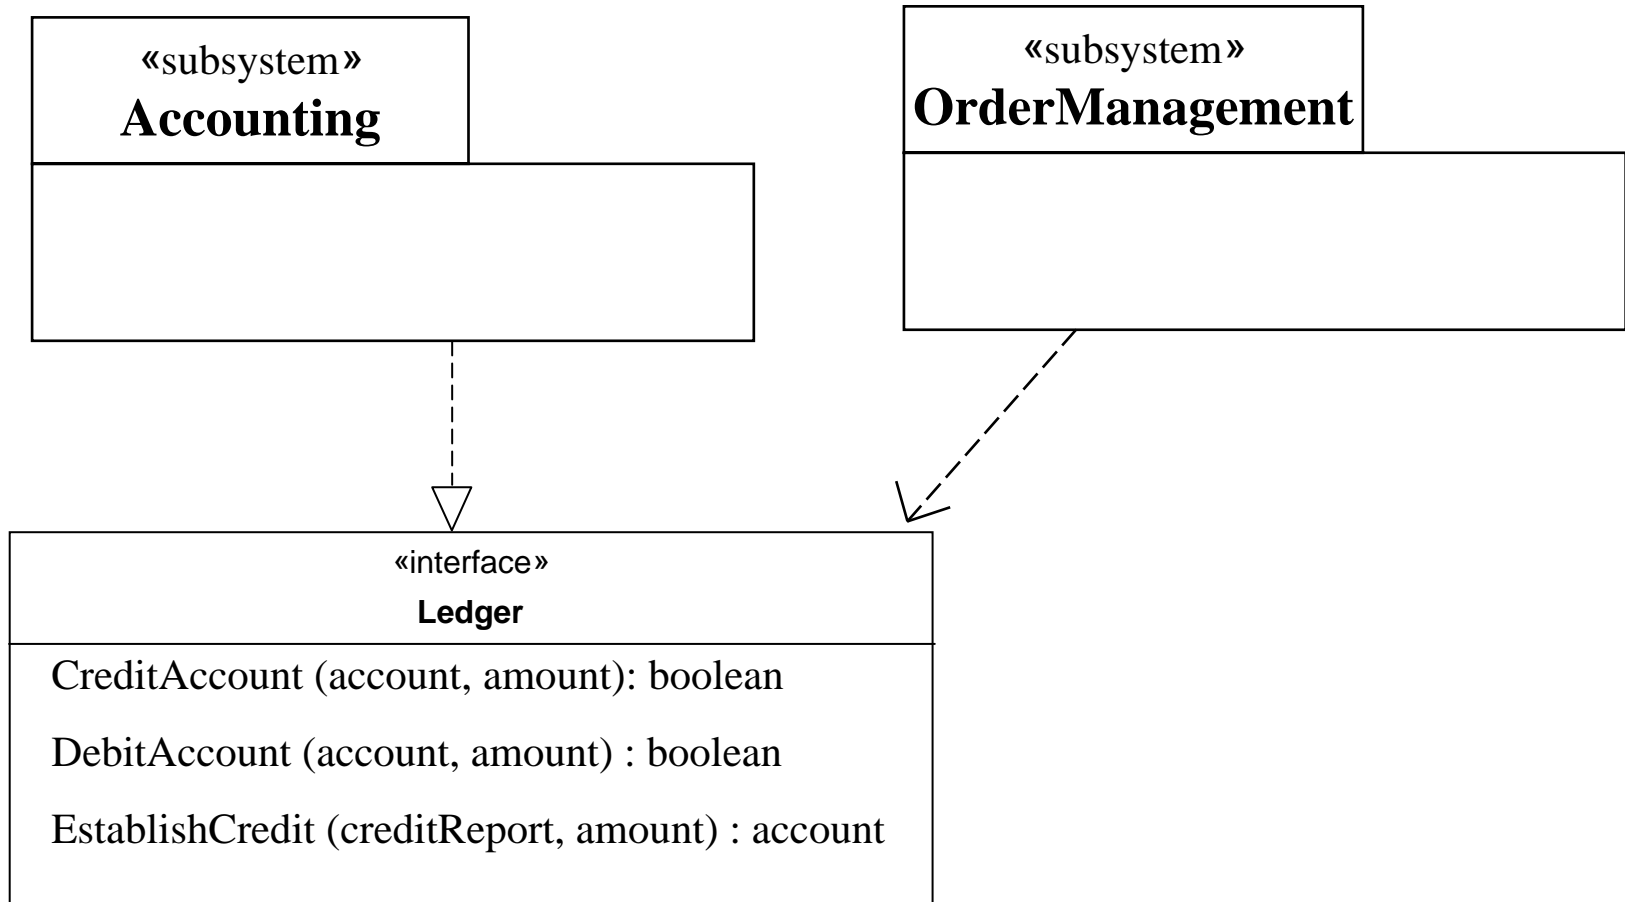 «subsystem»
Accounting
«subsystem»
OrderManagement
«interface»
Ledger
CreditAccount (account, amount): boolean
DebitAccount (account, amount) : boolean
EstablishCredit (creditReport, amount) : account